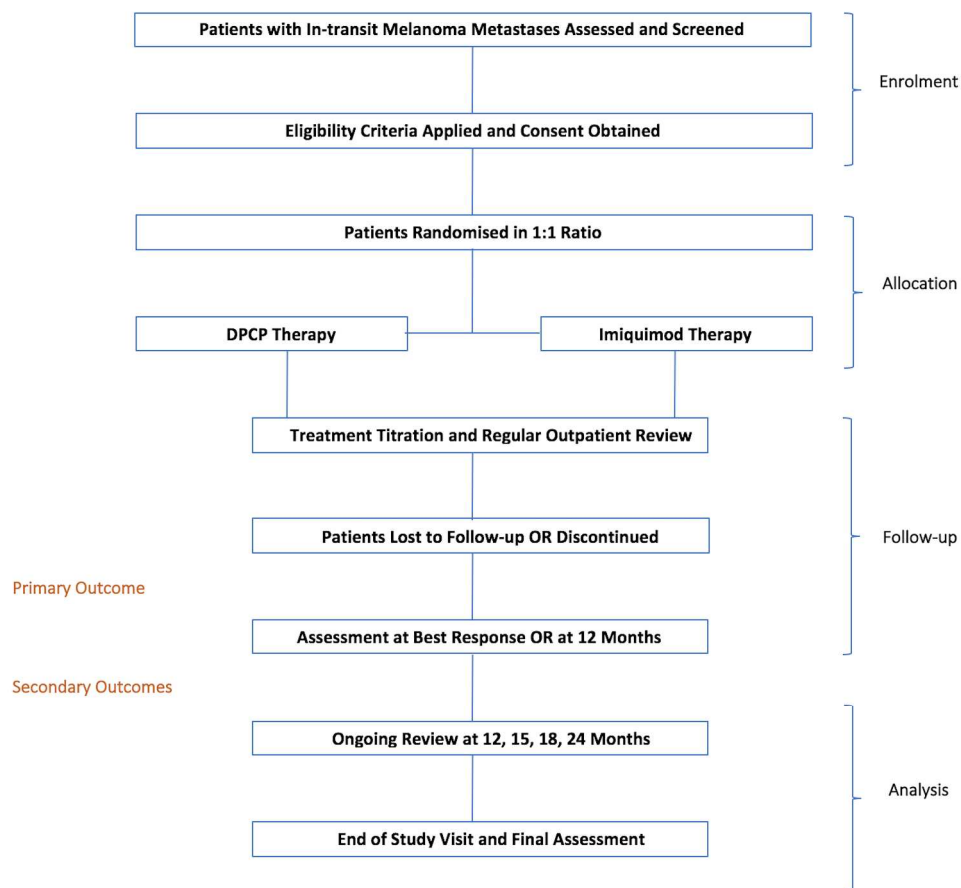 Patients with In-transit Melanoma Metastases Assessed and Screened
Enrolment
Eligibility Criteria Applied and Consent Obtained
Patients Randomised in 1:1 Ratio
Allocation
DPCP Therapy
Imiquimod Therapy
Treatment Titration and Regular Outpatient Review
Patients Lost to Follow-up OR Discontinued
Follow-up
Primary Outcome
Assessment at Best Response OR at 12 Months
Secondary Outcomes
Ongoing Review at 12, 15, 18, 24 Months
Analysis
End of Study Visit and Final Assessment